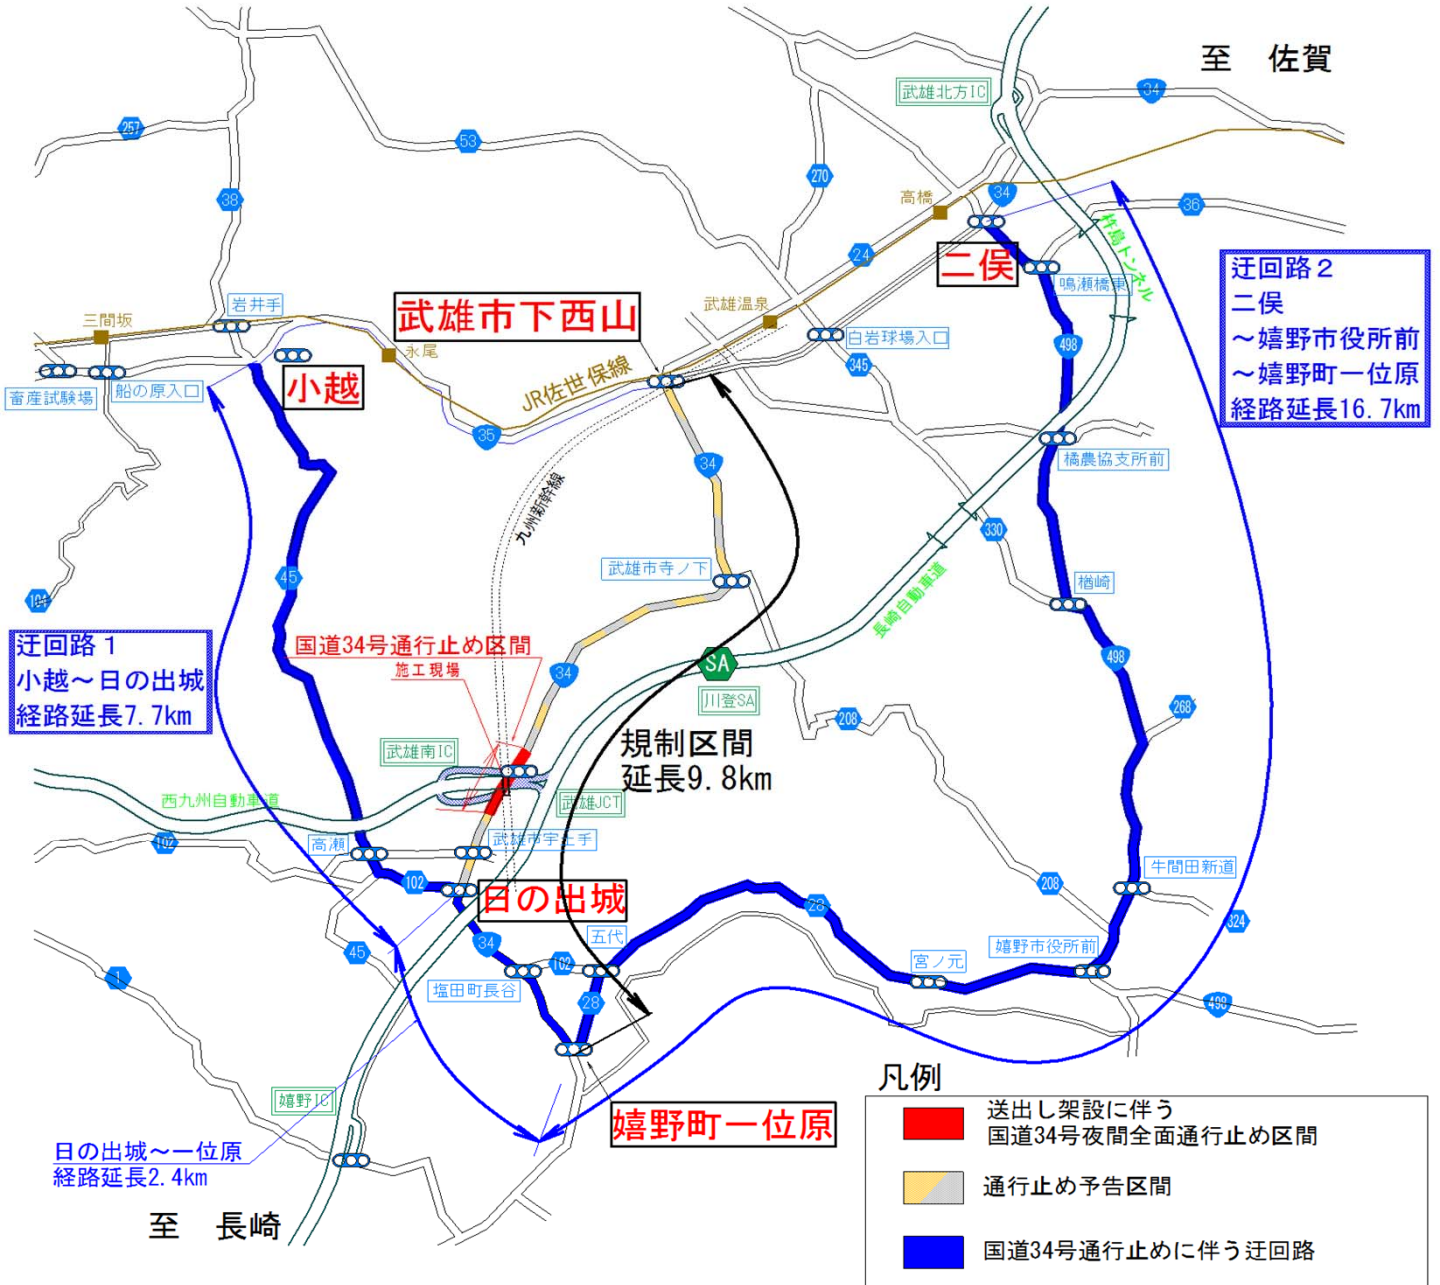 至 佐賀
武雄北方IC
34
257
53
38
270
高橋
34
36
24
二俣
杵島トンネル
鳴瀬橋東
迂回路2
二俣
~嬉野市役所前
~嬉野町一位原
経路延長16.7km
岩井手
武雄市下西山
武雄温泉
三間坂
永尾
白岩球場入口
498
345
畜産試験場
船の原入口
小越
JR佐世保線
35
34
橘農協支所前
九州新幹線
330
45
武雄市寺ノ下
長崎自動車道
楢崎
104
迂回路1
小越~日の出城
経路延長7.7km
国道34号通行止め区間
施工現場
34
SA
川登SA
498
208
268
武雄南IC
規制区間
延長9.8km
西九州自動車道
武雄JCT
102
高瀬
武雄市宇土手
102
日の出城
28
208
牛間田新道
324
34
45
五代
102
嬉野市役所前
宮ノ元
1
塩田町長谷
28
498
嬉野IC
嬉野町一位原
日の出城~一位原
経路延長2.4km
至 長崎
凡例
送出し架設に伴う
国道34号夜間全面通行止め区間
通行止め予告区間
国道34号通行止めに伴う迂回路